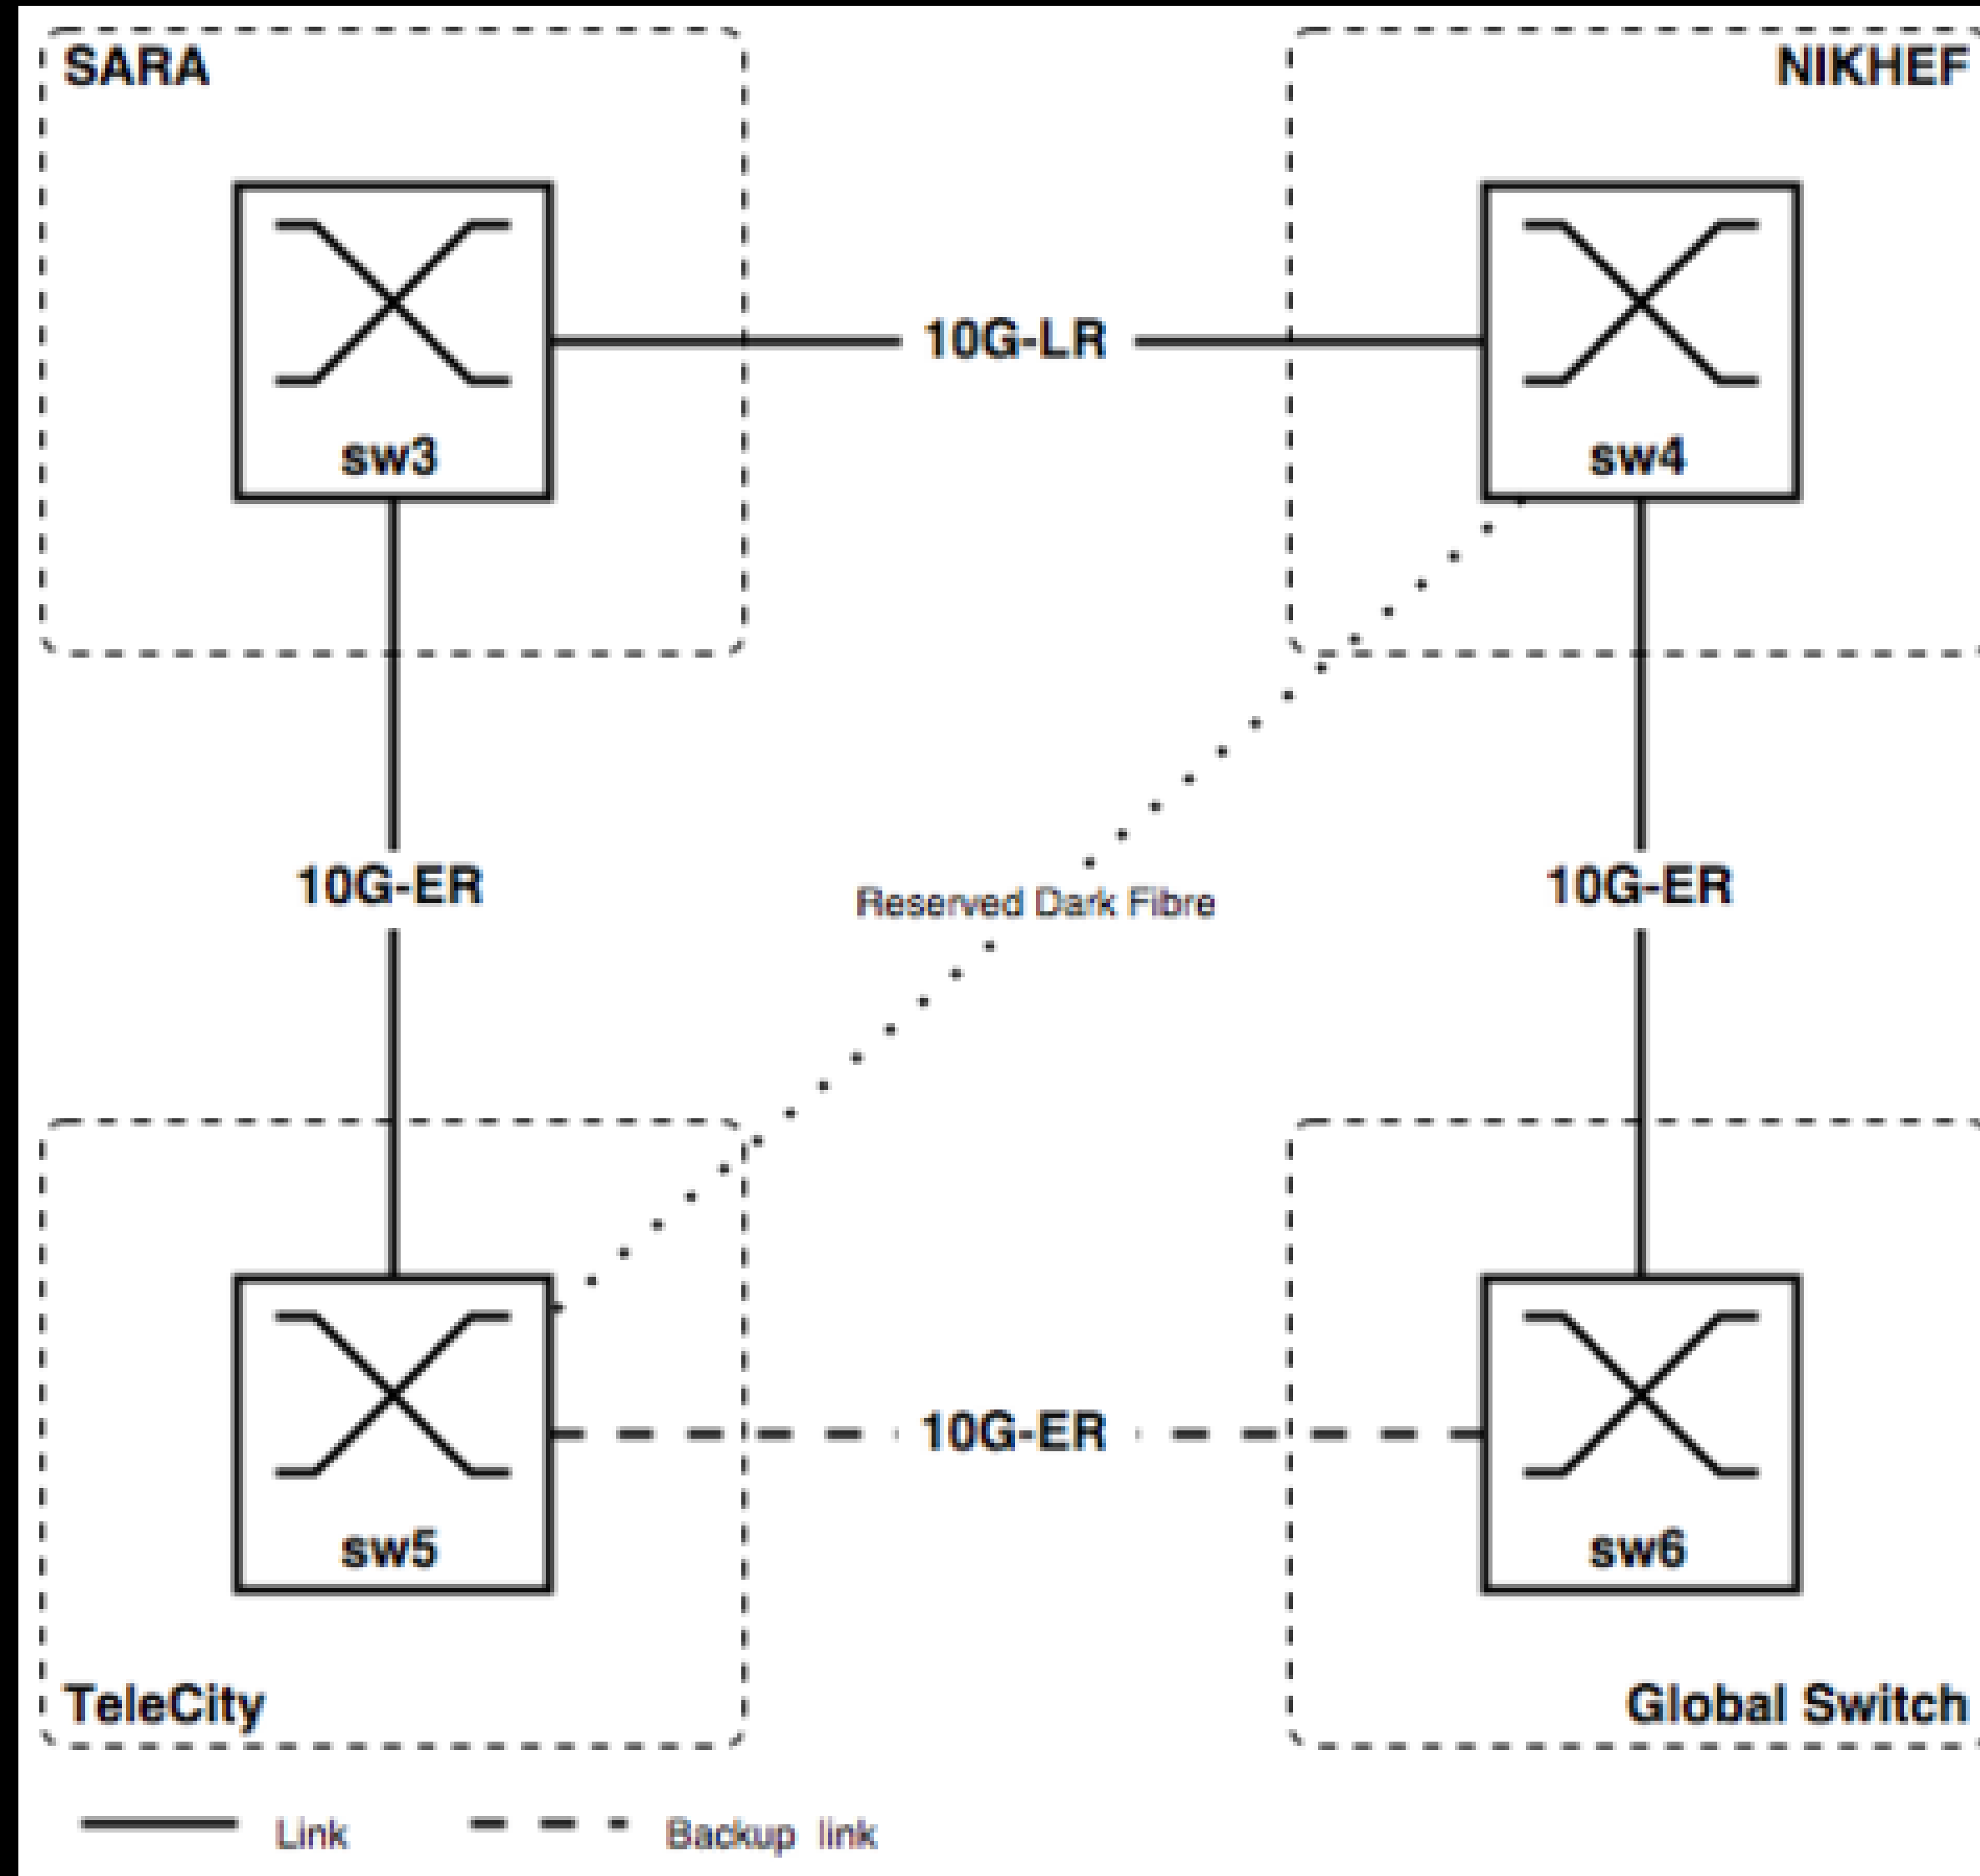 SARA
NIKHEF
10G-LR
sw3
sw4
10G-ER
Reserved Dark Fibre
10G-ER
10G-ER
sw5
sw6
TeleCity
Global Switch
Link
Backup link